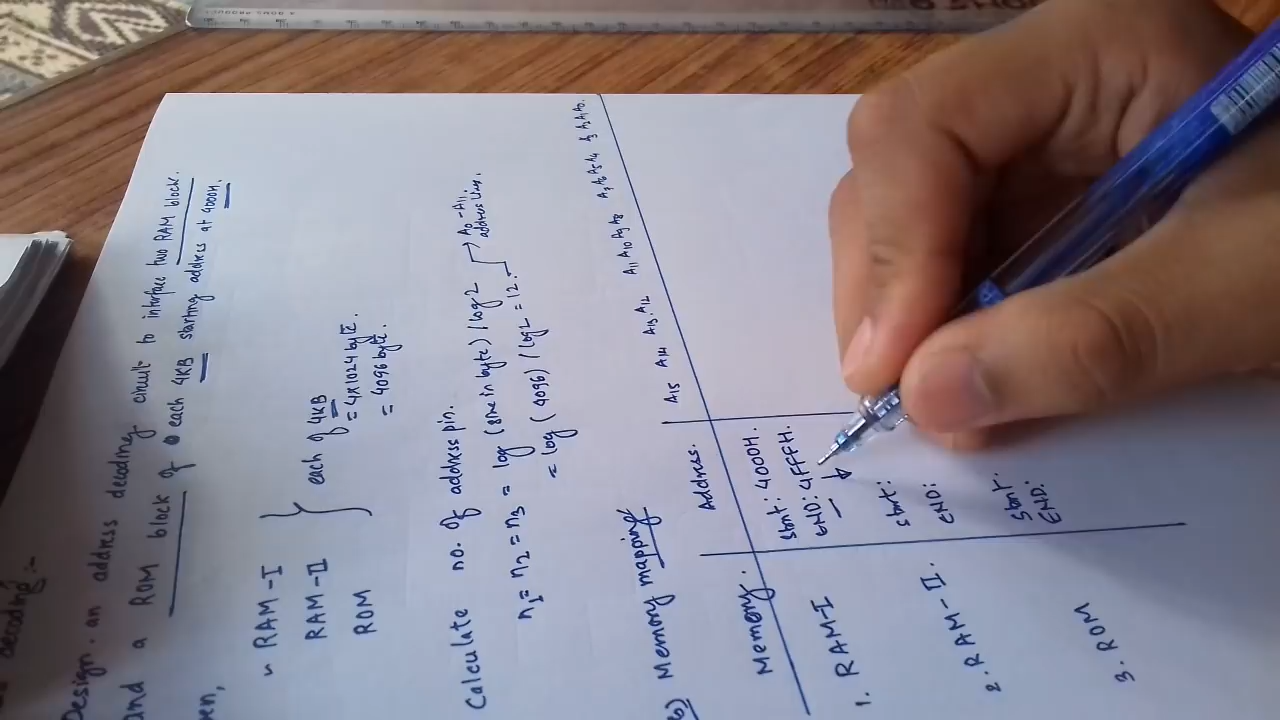 decoding:-
Design. an address decoding circuit to interface two RAM block.
and a ROM block of each 4KB starting address at 4000H.
RAM-I
RAM-II
ROM
each of 4KB
= 4x1024 byte.
= 4096 byte.
Calculate no. of address pin.
n1 = n2 = n3 = log (size in byte) / log 2
= log (4096) / log 2 = 12.
A0 - A11.
address line.
b) Memory mapping
Memory. Address. A15 A14 A13 A12 A11 A10 A9 A8 A7 A6 A5 A4 A3 A2 A1 A0.
1. RAM-I
Start: 4000H.
END: 4FFFH.
2. RAM-II.
Start:
END:
3. ROM
Start.
END.